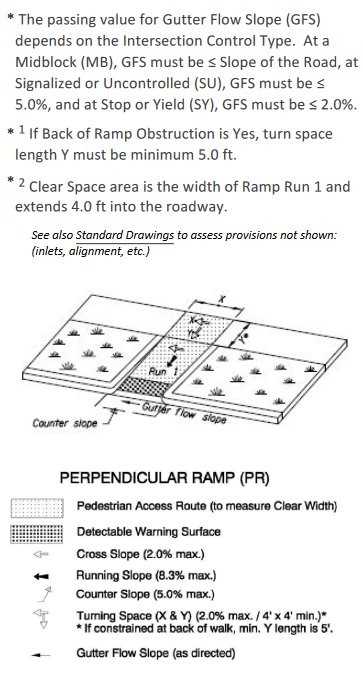 * The passing value for Gutter Flow Slope (GFS)
depends on the Intersection Control Type.  At a
Midblock (MB), GFS must be ≤ Slope of the Road, at
Signalized or Uncontrolled (SU), GFS must be ≤
5.0%, and at Stop or Yield (SY), GFS must be ≤ 2.0%.
* 1 If Back of Ramp Obstruction is Yes, turn space
length Y must be minimum 5.0 ft.
* 2 Clear Space area is the width of Ramp Run 1 and
extends 4.0 ft into the roadway.
See also Standard Drawings to assess provisions not shown:
(inlets, alignment, etc.)
X
Y*
Run 1
Gutter flow slope
Counter slope
PERPENDICULAR RAMP (PR)
Pedestrian Access Route (to measure Clear Width)
Detectable Warning Surface
Cross Slope (2.0% max.)
Running Slope (8.3% max.)
Counter Slope (5.0% max.)
Turning Space (X & Y) (2.0% max. / 4' x 4' min.)*
* If constrained at back of walk, min. Y length is 5'.
Gutter Flow Slope (as directed)